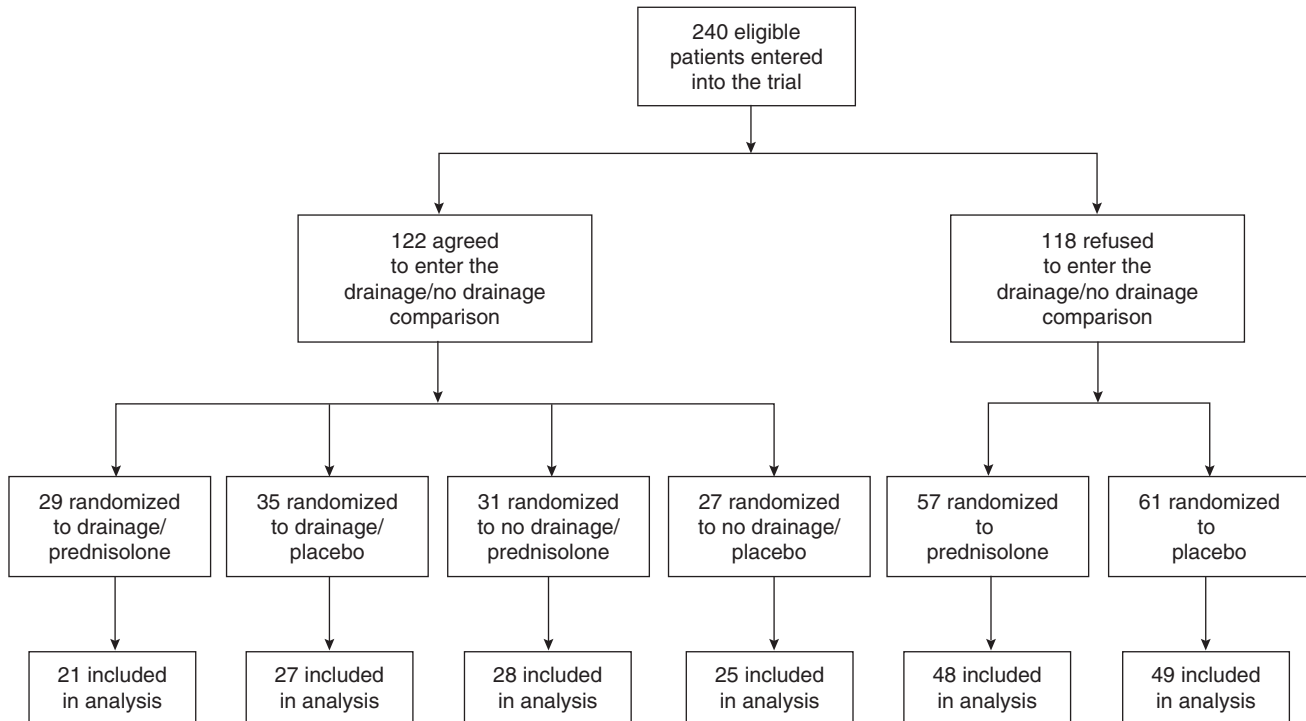 240 eligible
patients entered
into the trial
122 agreed
to enter the
drainage/no drainage
comparison
118 refused
to enter the
drainage/no drainage
comparison
29 randomized
to drainage/
prednisolone
35 randomized
to drainage/
placebo
31 randomized
to no drainage/
prednisolone
27 randomized
to no drainage/
placebo
57 randomized
to
prednisolone
61 randomized
to
placebo
21 included
in analysis
27 included
in analysis
28 included
in analysis
25 included
in analysis
48 included
in analysis
49 included
in analysis